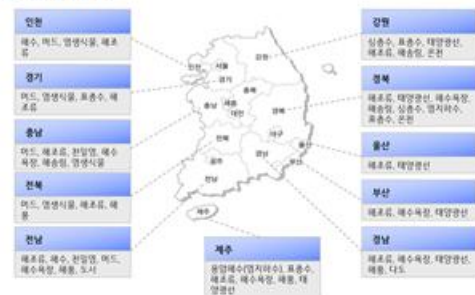 인천
해수, 머드, 염생식물, 해조
류
경기
머드, 염생식물, 표층수, 해
조류
충남
머드, 해조류, 천일염, 해수
욕장, 해송림, 염생식물
전북
머드, 염생식물, 해조류, 해
풍
전남
해조류, 해수, 천일염, 머드,
해수욕장, 해풍, 도서
강원
심층수, 표층수, 태양광선,
해조류, 해송림, 온천
경북
해조류, 태양광선, 해수욕장,
해송림, 심층수, 염지하수,
표층수, 온천
울산
해조류, 태양광선
부산
해조류, 해수욕장, 태양광선
경남
해조류, 해수욕장, 태양광선,
해풍, 다도
제주
용암해수(염지하수), 표층수,
해조류, 해수욕장, 해풍, 태
양광선
인천
서울
경기
강원
충북
세종
충남
대전
경북
전북
대구
울산
경남
부산
광주
전남
제주